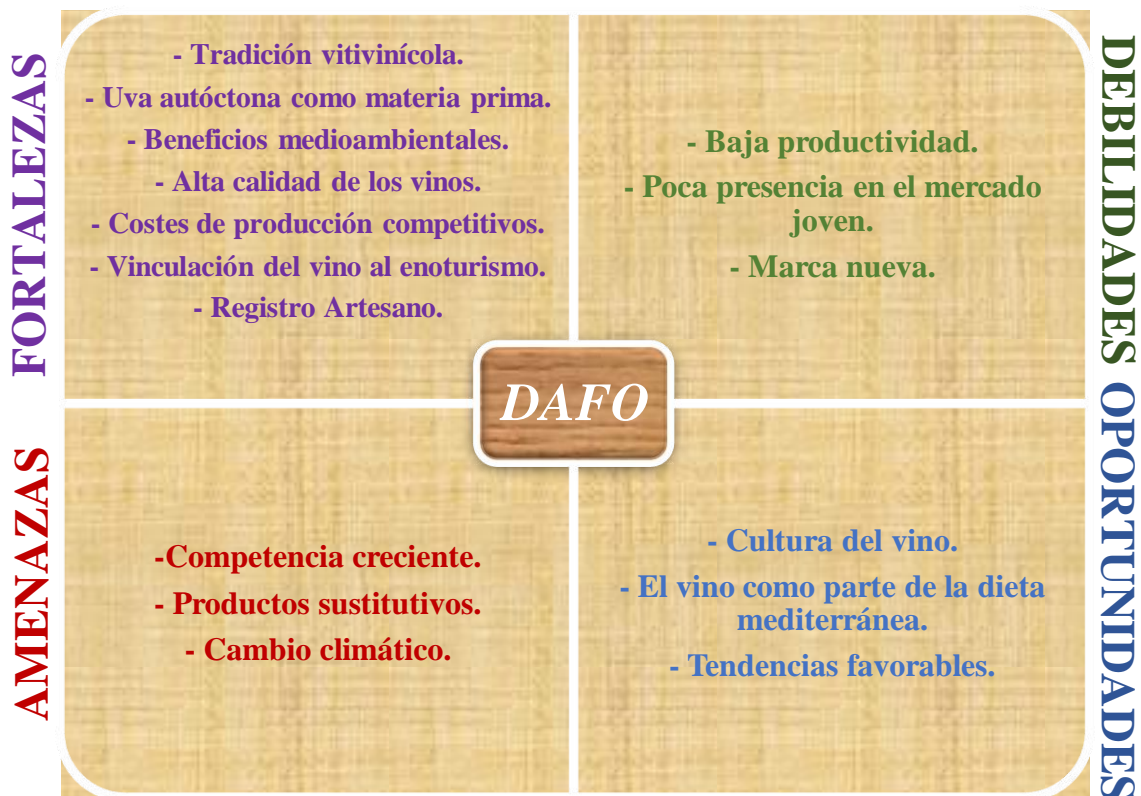 FORTALEZAS
- Tradición vitivinícola.
- Uva autóctona como materia prima.
- Beneficios medioambientales.
- Alta calidad de los vinos.
- Costes de producción competitivos.
- Vinculación del vino al enoturismo.
- Registro Artesano.
DEBILIDADES
- Baja productividad.
- Poca presencia en el mercado
joven.
- Marca nueva.
DAFO
AMENAZAS
-Competencia creciente.
- Productos sustitutivos.
- Cambio climático.
OPORTUNIDADES
- Cultura del vino.
- El vino como parte de la dieta
mediterránea.
- Tendencias favorables.